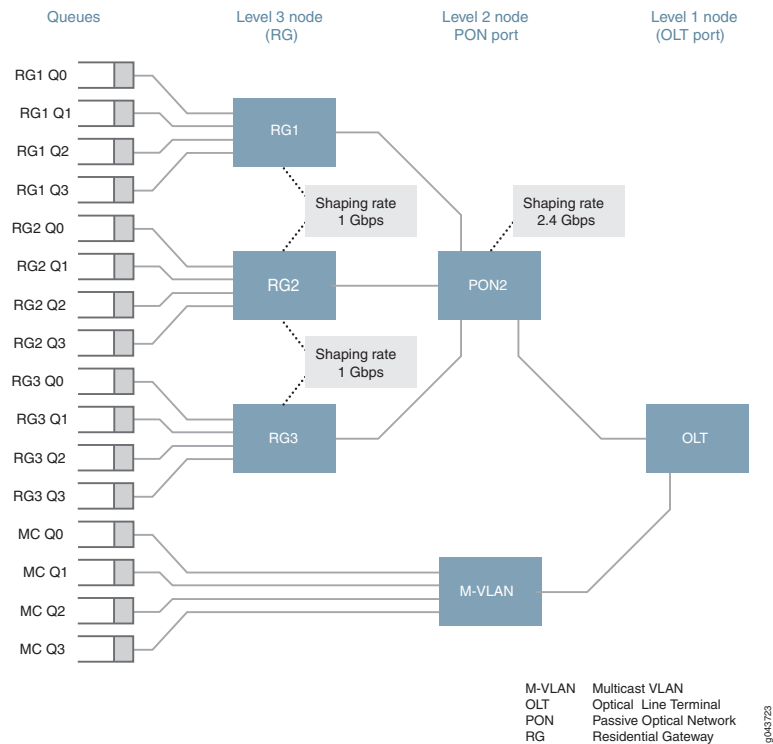 Queues
Level 3 node
(RG)
Level 2 node
PON port
Level 1 node
(OLT port)
RG1 Q0
RG1 Q1
RG1 Q2
RG1 Q3
RG2 Q0
RG2 Q1
RG2 Q2
RG2 Q3
RG3 Q0
RG3 Q1
RG3 Q2
RG3 Q3
MC Q0
MC Q1
MC Q2
MC Q3
RG1
Shaping rate
1 Gbps
RG2
Shaping rate
1 Gbps
RG3
Shaping rate
2.4 Gbps
PON2
M-VLAN
OLT
M-VLAN Multicast VLAN
OLT Optical Line Terminal
PON Passive Optical Network
RG Residential Gateway
g043723